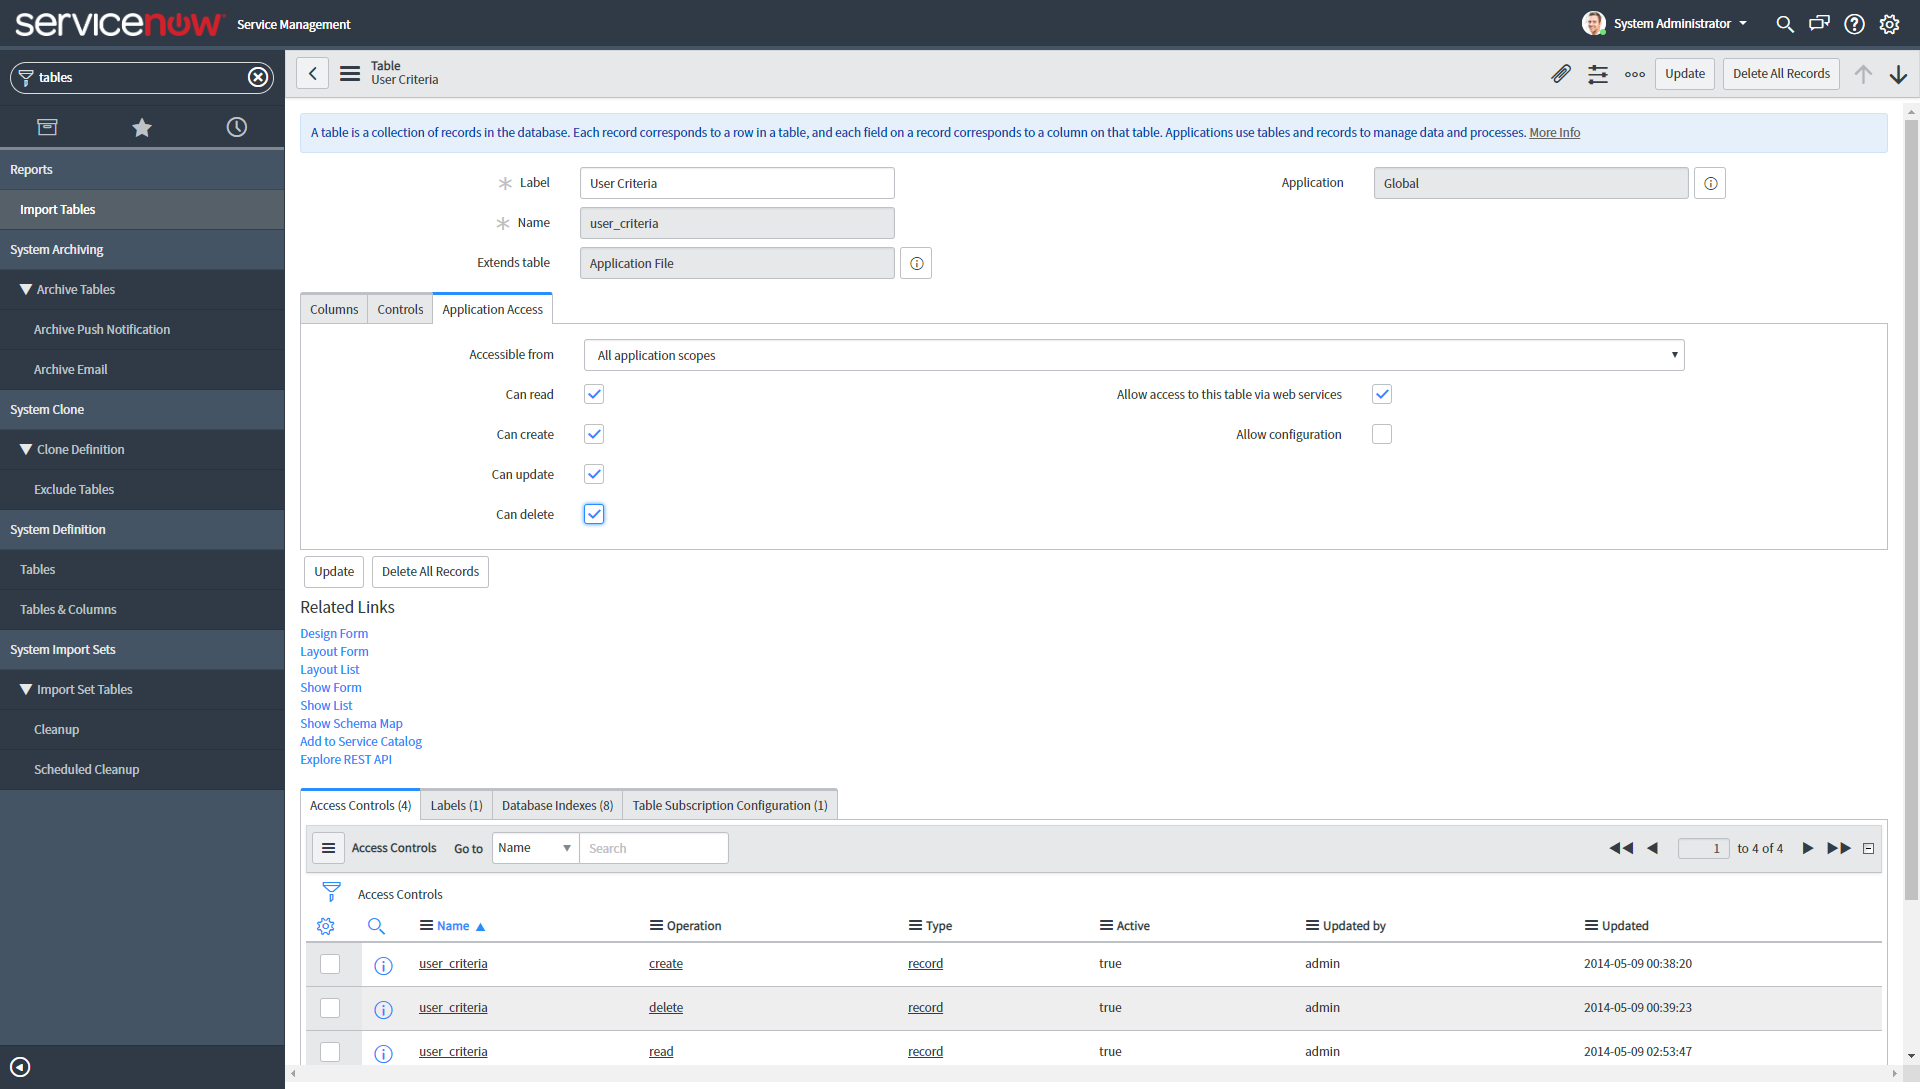 servicenow Service Management
System Administrator
tables
Table
User Criteria
Update
Delete All Records
Reports
Import Tables
System Archiving
Archive Tables
Archive Push Notification
Archive Email
System Clone
Clone Definition
Exclude Tables
System Definition
Tables
Tables & Columns
System Import Sets
Import Set Tables
Cleanup
Scheduled Cleanup
A table is a collection of records in the database. Each record corresponds to a row in a table, and each field on a record corresponds to a column on that table. Applications use tables and records to manage data and processes. More Info
Label User Criteria
Application Global
Name user_criteria
Extends table Application File
Columns Controls Application Access
Accessible from All application scopes
Can read
Allow access to this table via web services
Can create
Allow configuration
Can update
Can delete
Update Delete All Records
Related Links
Design Form
Layout Form
Layout List
Show Form
Show List
Show Schema Map
Add to Service Catalog
Explore REST API
Access Controls (4) Labels (1) Database Indexes (8) Table Subscription Configuration (1)
Access Controls Go to Name Search 1 to 4 of 4
Access Controls
Name Operation Type Active Updated by Updated
user_criteria create record true admin 2014-05-09 00:38:20
user_criteria delete record true admin 2014-05-09 00:39:23
user_criteria read record true admin 2014-05-09 02:53:47